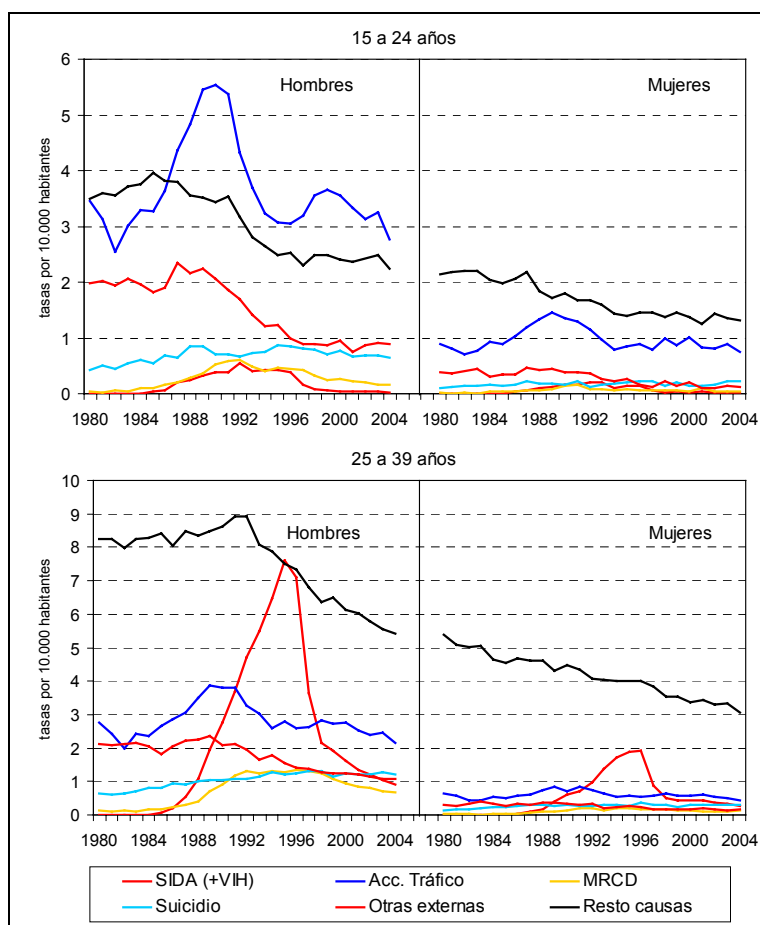 15 a 24 años
Hombres
Mujeres
tasas por 10.000 habitantes
6
5
4
3
2
1
0
1980 1984 1988 1992 1996 2000 2004 1980 1984 1988 1992 1996 2000 2004
25 a 39 años
Hombres
Mujeres
tasas por 10.000 habitantes
10
9
8
7
6
5
4
3
2
1
0
1980 1984 1988 1992 1996 2000 2004 1980 1984 1988 1992 1996 2000 2004
SIDA (+VIH) Acc. Tráfico MRCD
Suicidio Otras externas Resto causas